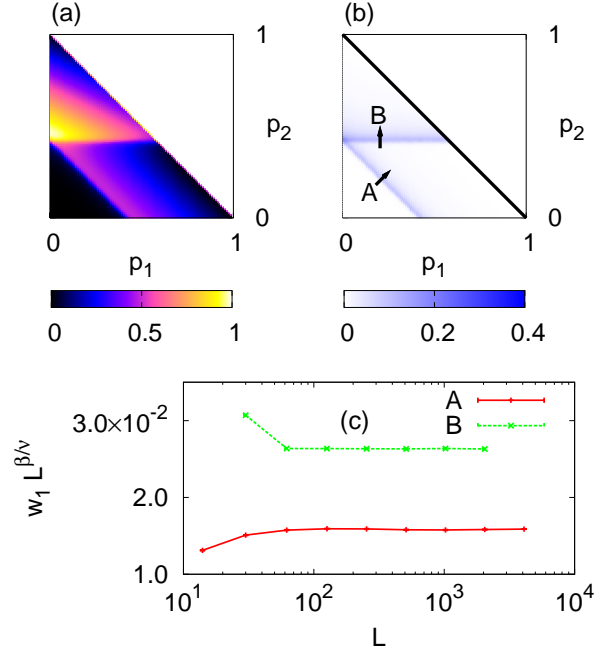 (a) (b)
1 1
p2 B p2
A
0 0
0 1 0 1
p1 p1
0 0.5 1 0 0.2 0.4
3.0×10^-2 (c) A
B
w1 L^β/ν
2.0
1.0
10^1 10^2 10^3 10^4
L